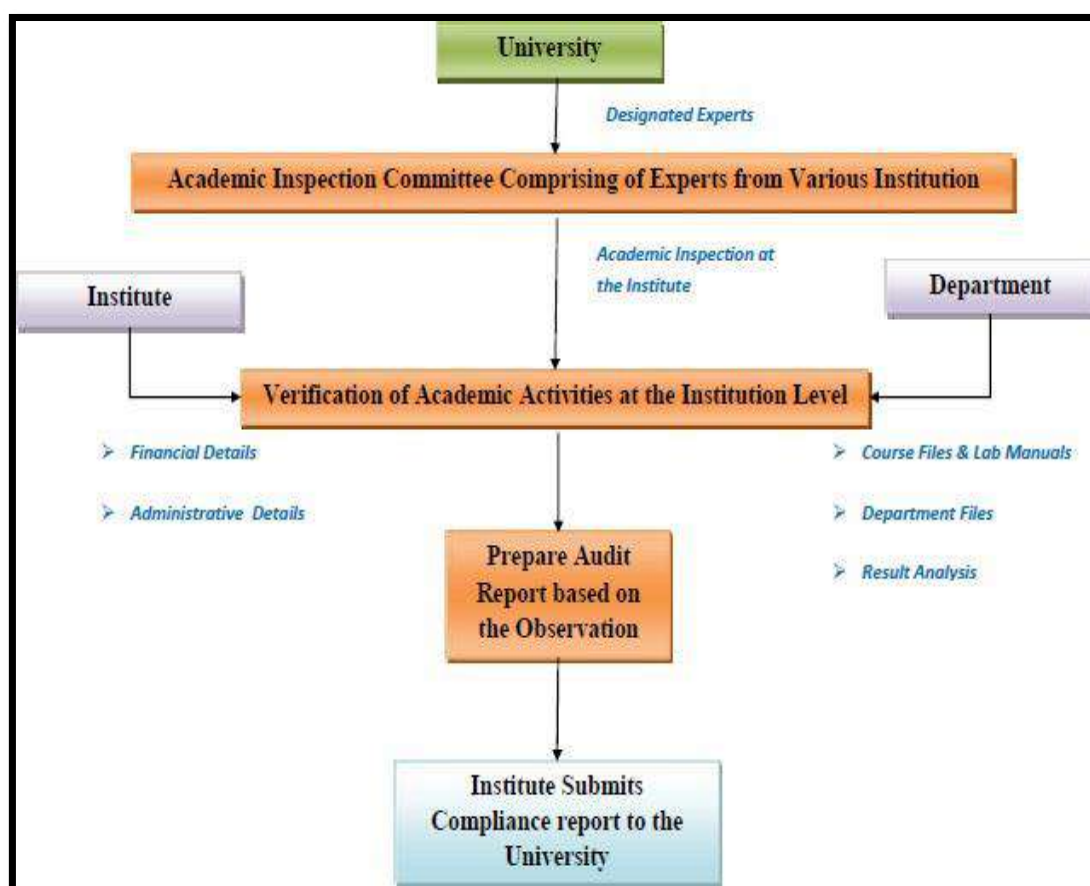 University
Designated Experts
Academic Inspection Committee Comprising of Experts from Various Institution
Academic Inspection at
the Institute
Institute
Department
Verification of Academic Activities at the Institution Level
➢ Financial Details
➢ Administrative Details
➢ Course Files & Lab Manuals
➢ Department Files
➢ Result Analysis
Prepare Audit
Report based on
the Observation
Institute Submits
Compliance report to the
University